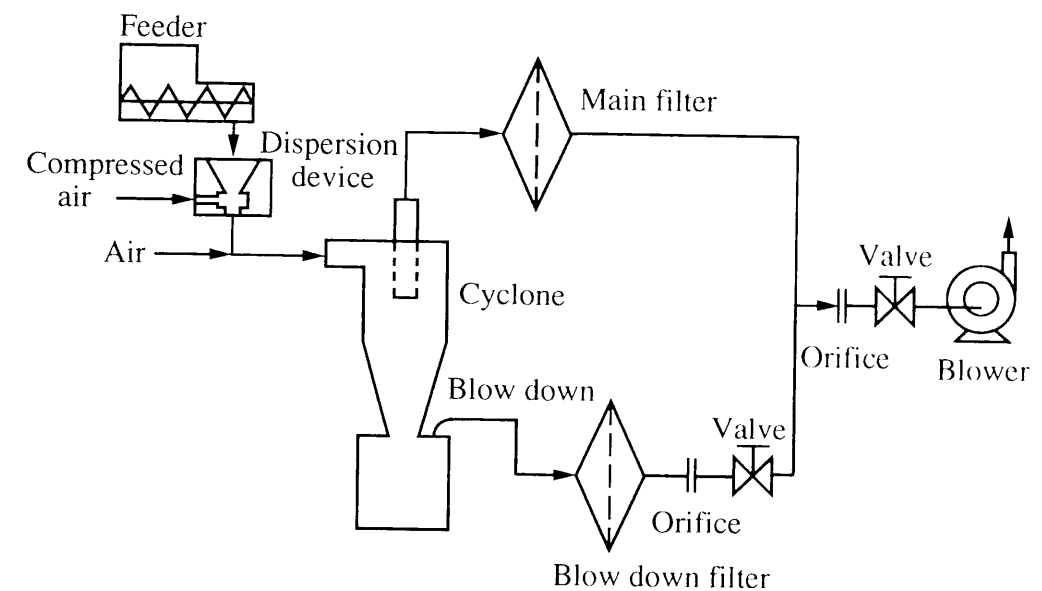 Feeder
Main filter
Dispersion
device
Compressed
air
Air
Cyclone
Valve
Orifice
Blower
Blow down
Valve
Orifice
Blow down filter